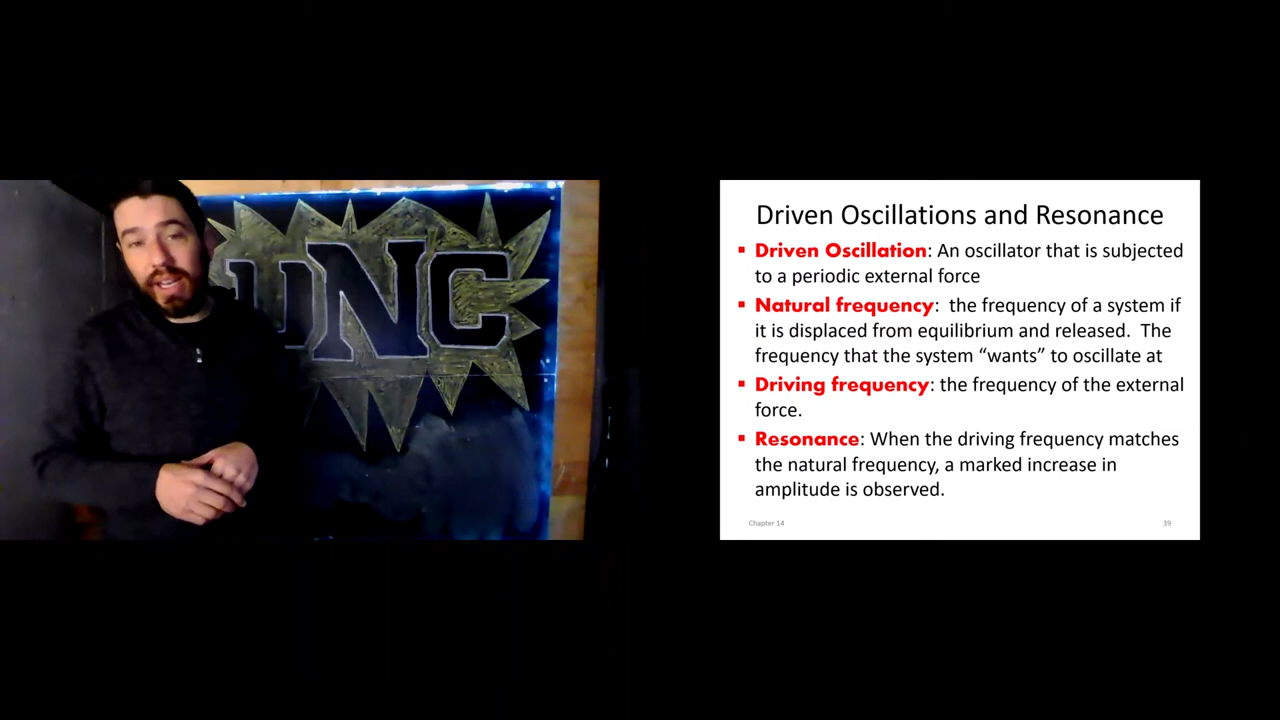 UNC
Driven Oscillations and Resonance
▪ Driven Oscillation: An oscillator that is subjected
to a periodic external force
▪ Natural frequency:  the frequency of a system if
it is displaced from equilibrium and released.  The
frequency that the system “wants” to oscillate at
▪ Driving frequency: the frequency of the external
force.
▪ Resonance: When the driving frequency matches
the natural frequency, a marked increase in
amplitude is observed.
Chapter 14
39